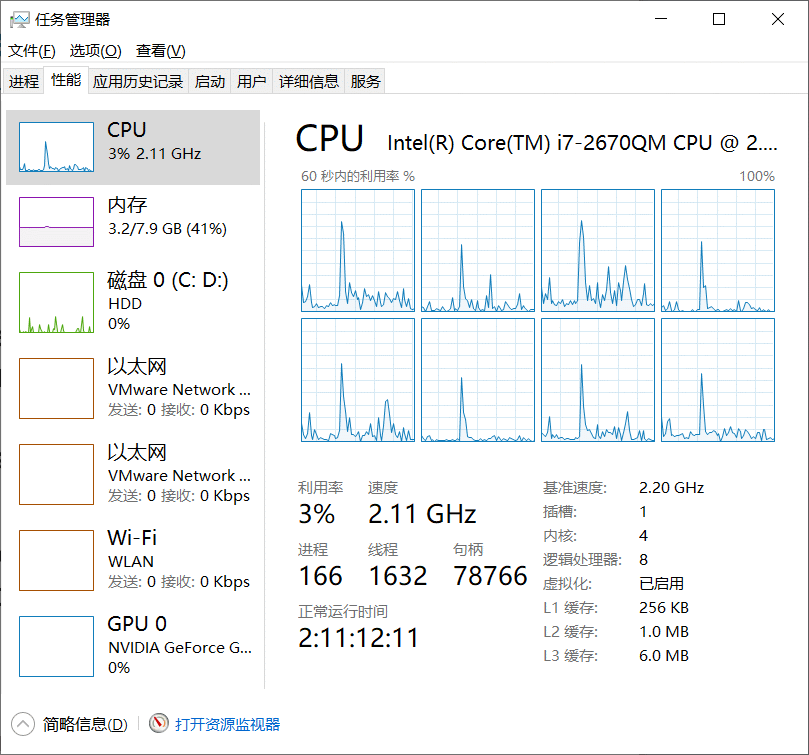 任务管理器
文件(F) 选项(O) 查看(V)
进程 性能 应用历史记录 启动 用户 详细信息 服务
CPU
3% 2.11 GHz
内存
3.2/7.9 GB (41%)
磁盘 0 (C: D:)
HDD
0%
以太网
VMware Network ...
发送: 0 接收: 0 Kbps
以太网
VMware Network ...
发送: 0 接收: 0 Kbps
Wi-Fi
WLAN
发送: 0 接收: 0 Kbps
GPU 0
NVIDIA GeForce G...
0%
CPU Intel(R) Core(TM) i7-2670QM CPU @ 2....
60 秒内的利用率 % 100%
利用率 速度
3% 2.11 GHz
进程 线程 句柄
166 1632 78766
正常运行时间
2:11:12:11
基准速度: 2.20 GHz
插槽: 1
内核: 4
逻辑处理器: 8
虚拟化: 已启用
L1 缓存: 256 KB
L2 缓存: 1.0 MB
L3 缓存: 6.0 MB
简略信息(D) 打开资源监视器